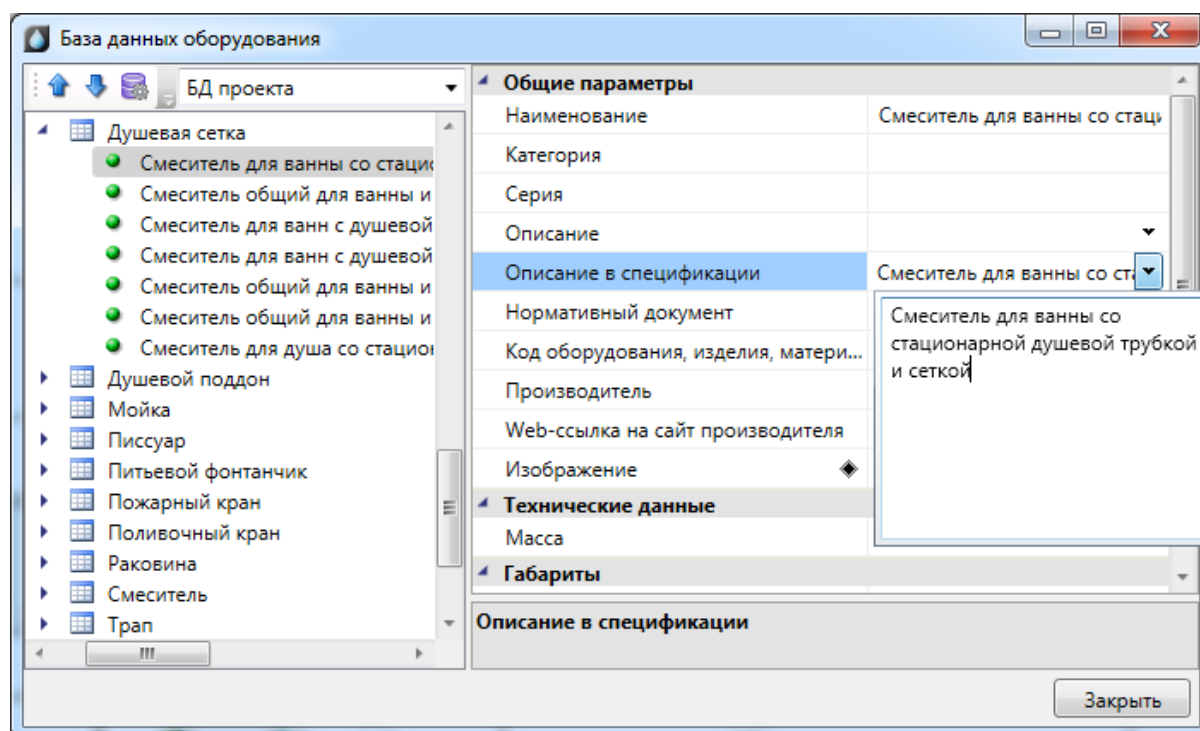 База данных оборудования
БД проекта
Душевая сетка
Смеситель для ванны со стацио
Смеситель общий для ванны и
Смеситель для ванн с душевой
Смеситель для ванн с душевой
Смеситель общий для ванны и
Смеситель общий для ванны и
Смеситель для душа со стацион
Душевой поддон
Мойка
Писсуар
Питьевой фонтанчик
Пожарный кран
Поливочный кран
Раковина
Смеситель
Трап
Общие параметры
Наименование Смеситель для ванны со стаци
Категория
Серия
Описание
Описание в спецификации Смеситель для ванны со ста
Нормативный документ
Код оборудования, изделия, матери...
Производитель
Web-ссылка на сайт производителя
Изображение
Технические данные
Масса
Габариты
Смеситель для ванны со
стационарной душевой трубкой
и сеткой
Описание в спецификации
Закрыть